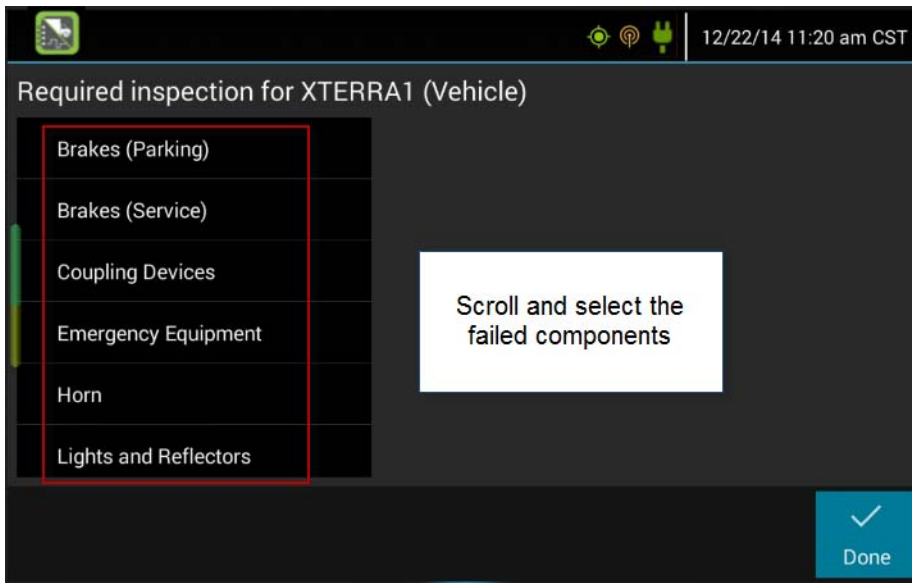 12/22/14 11:20 am CST
Required inspection for XTERRA1 (Vehicle)
Brakes (Parking)
Brakes (Service)
Coupling Devices
Emergency Equipment
Horn
Lights and Reflectors
Scroll and select the
failed components
Done